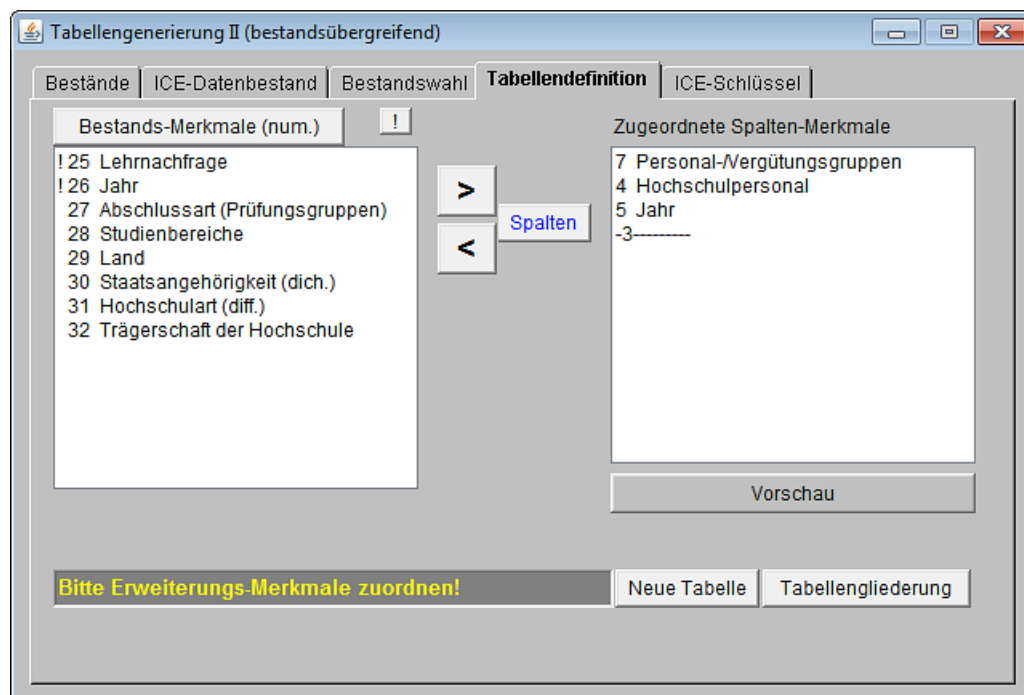 Tabellengenerierung II (bestandsübergreifend)
Bestände ICE-Datenbestand Bestandswahl Tabellendefinition ICE-Schlüssel
Bestands-Merkmale (num.) !
! 25 Lehrnachfrage
! 26 Jahr
27 Abschlussart (Prüfungsgruppen)
28 Studienbereiche
29 Land
30 Staatsangehörigkeit (dich.)
31 Hochschulart (diff.)
32 Trägerschaft der Hochschule
>
<
Spalten
Zugeordnete Spalten-Merkmale
7 Personal-/Vergütungsgruppen
4 Hochschulpersonal
5 Jahr
-3---------
Vorschau
Bitte Erweiterungs-Merkmale zuordnen!
Neue Tabelle
Tabellengliederung